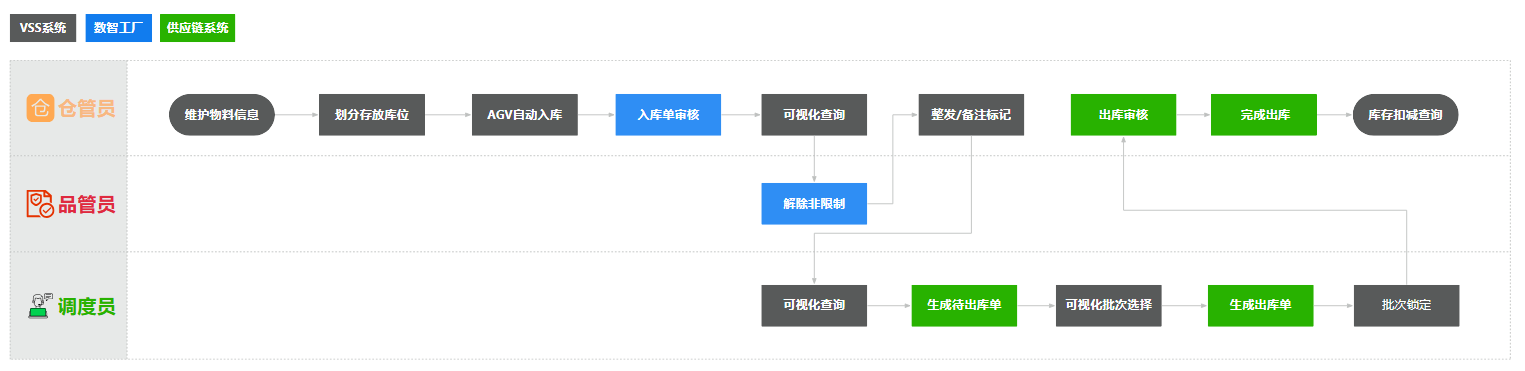 VSS系统
数智工厂
供应链系统
仓
仓管员
维护物料信息
划分存放库位
AGV自动入库
入库单审核
可视化查询
整发/备注标记
出库审核
完成出库
库存扣减查询
品管员
解除非限制
调度员
可视化查询
生成待出库单
可视化批次选择
生成出库单
批次锁定